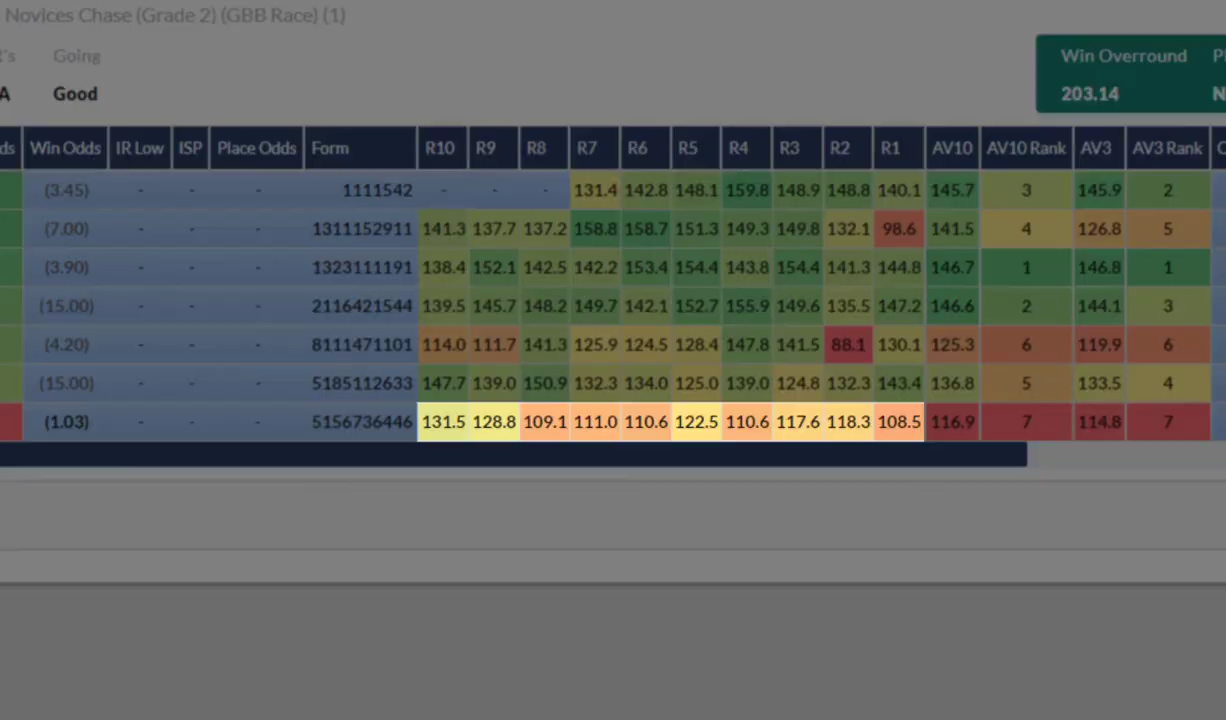 Novices Chase (Grade 2) (GBB Race) (1)
's Going Win Overround
A Good 203.14 N
ds Win Odds IR Low ISP Place Odds Form R10 R9 R8 R7 R6 R5 R4 R3 R2 R1 AV10 AV10 Rank AV3 AV3 Rank
(3.45) - - - 1111542 - - - 131.4 142.8 148.1 159.8 148.9 148.8 140.1 145.7 3 145.9 2
(7.00) - - - 1311152911 141.3 137.7 137.2 158.8 158.7 151.3 149.3 149.8 132.1 98.6 141.5 4 126.8 5
(3.90) - - - 1323111191 138.4 152.1 142.5 142.2 153.4 154.4 143.8 154.4 141.3 144.8 146.7 1 146.8 1
(15.00) - - - 2116421544 139.5 145.7 148.2 149.7 142.1 152.7 155.9 149.6 135.5 147.2 146.6 2 144.1 3
(4.20) - - - 8111471101 114.0 111.7 141.3 125.9 124.5 128.4 147.8 141.5 88.1 130.1 125.3 6 119.9 6
(15.00) - - - 5185112633 147.7 139.0 150.9 132.3 134.0 125.0 139.0 124.8 132.3 143.4 136.8 5 133.5 4
(1.03) - - - 5156736446 131.5 128.8 109.1 111.0 110.6 122.5 110.6 117.6 118.3 108.5 116.9 7 114.8 7